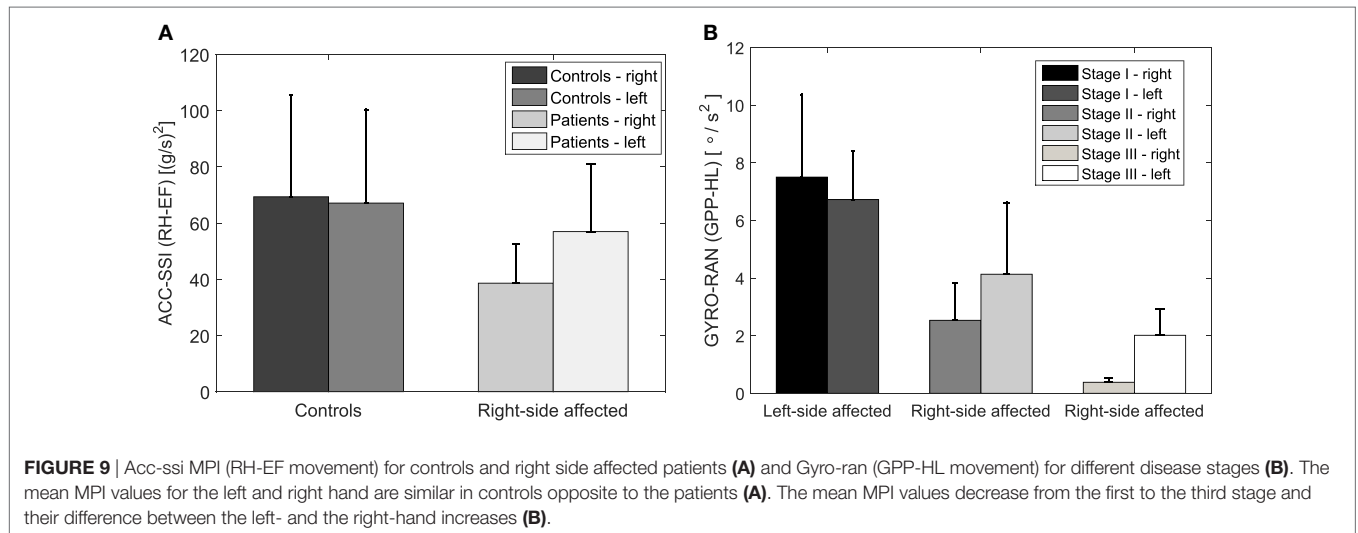 A
120
100
80
60
40
20
0
ACC-SSI (RH-EF) [(g/s)²]
Controls - right
Controls - left
Patients - right
Patients - left
Controls
Right-side affected
B
12
10
8
6
4
2
0
GYRO-RAN (GPP-HL) [ ∘/ s²]
Stage I - right
Stage I - left
Stage II - right
Stage II - left
Stage III - right
Stage III - left
Left-side affected
Right-side affected
Right-side affected
FIGURE 9 | Acc-ssi MPI (RH-EF movement) for controls and right side affected patients (A) and Gyro-ran (GPP-HL movement) for different disease stages (B). The
mean MPI values for the left and right hand are similar in controls opposite to the patients (A). The mean MPI values decrease from the first to the third stage and
their difference between the left- and the right-hand increases (B).